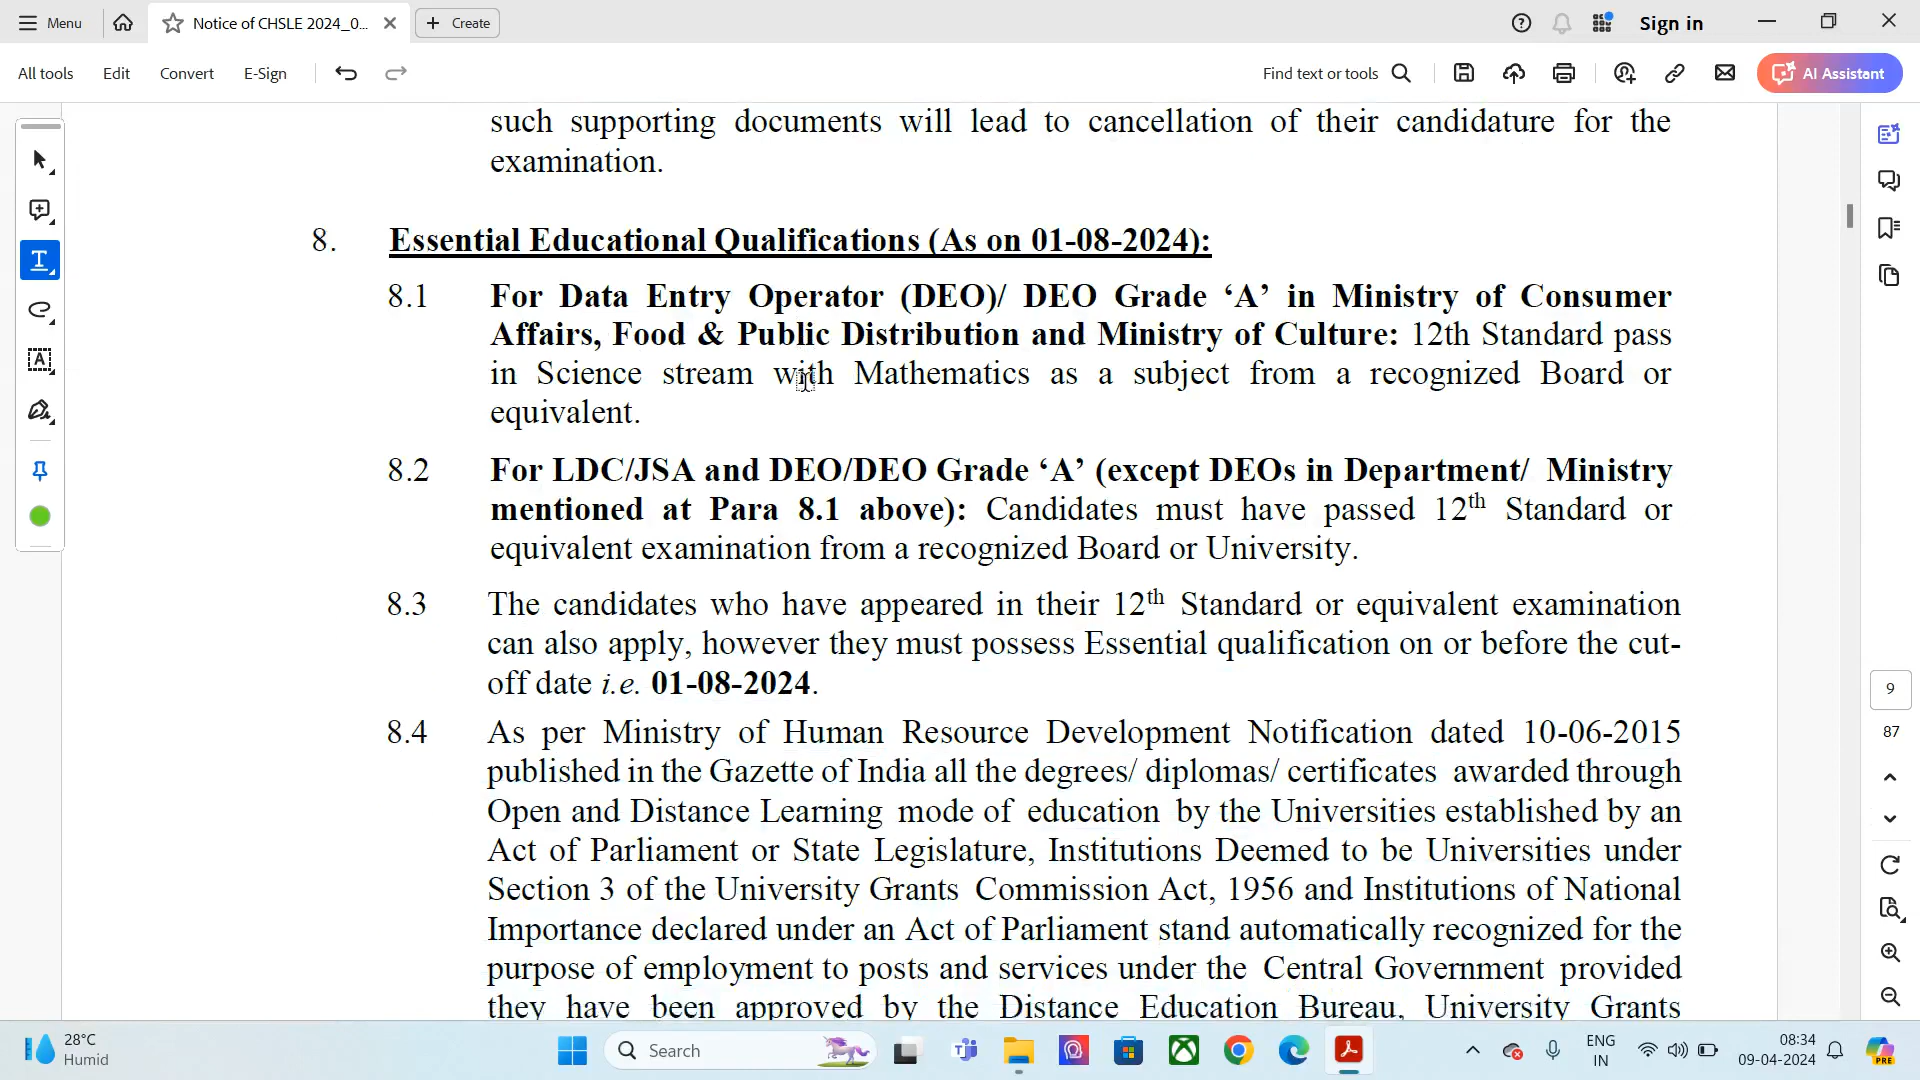 Menu
Notice of CHSLE 2024_0...
Create
Sign in
All tools
Edit
Convert
E-Sign
Find text or tools
AI Assistant
such supporting documents will lead to cancellation of their candidature for the
examination.
8. Essential Educational Qualifications (As on 01-08-2024):
8.1 For Data Entry Operator (DEO)/ DEO Grade ‘A’ in Ministry of Consumer
Affairs, Food & Public Distribution and Ministry of Culture: 12th Standard pass
in Science stream with Mathematics as a subject from a recognized Board or
equivalent.
8.2 For LDC/JSA and DEO/DEO Grade ‘A’ (except DEOs in Department/ Ministry
mentioned at Para 8.1 above): Candidates must have passed 12th Standard or
equivalent examination from a recognized Board or University.
8.3 The candidates who have appeared in their 12th Standard or equivalent examination
can also apply, however they must possess Essential qualification on or before the cut-
off date i.e. 01-08-2024.
8.4 As per Ministry of Human Resource Development Notification dated 10-06-2015
published in the Gazette of India all the degrees/ diplomas/ certificates awarded through
Open and Distance Learning mode of education by the Universities established by an
Act of Parliament or State Legislature, Institutions Deemed to be Universities under
Section 3 of the University Grants Commission Act, 1956 and Institutions of National
Importance declared under an Act of Parliament stand automatically recognized for the
purpose of employment to posts and services under the Central Government provided
they have been approved by the Distance Education Bureau, University Grants
9
87
28°C
Humid
Search
ENG
IN
08:34
09-04-2024
PRE